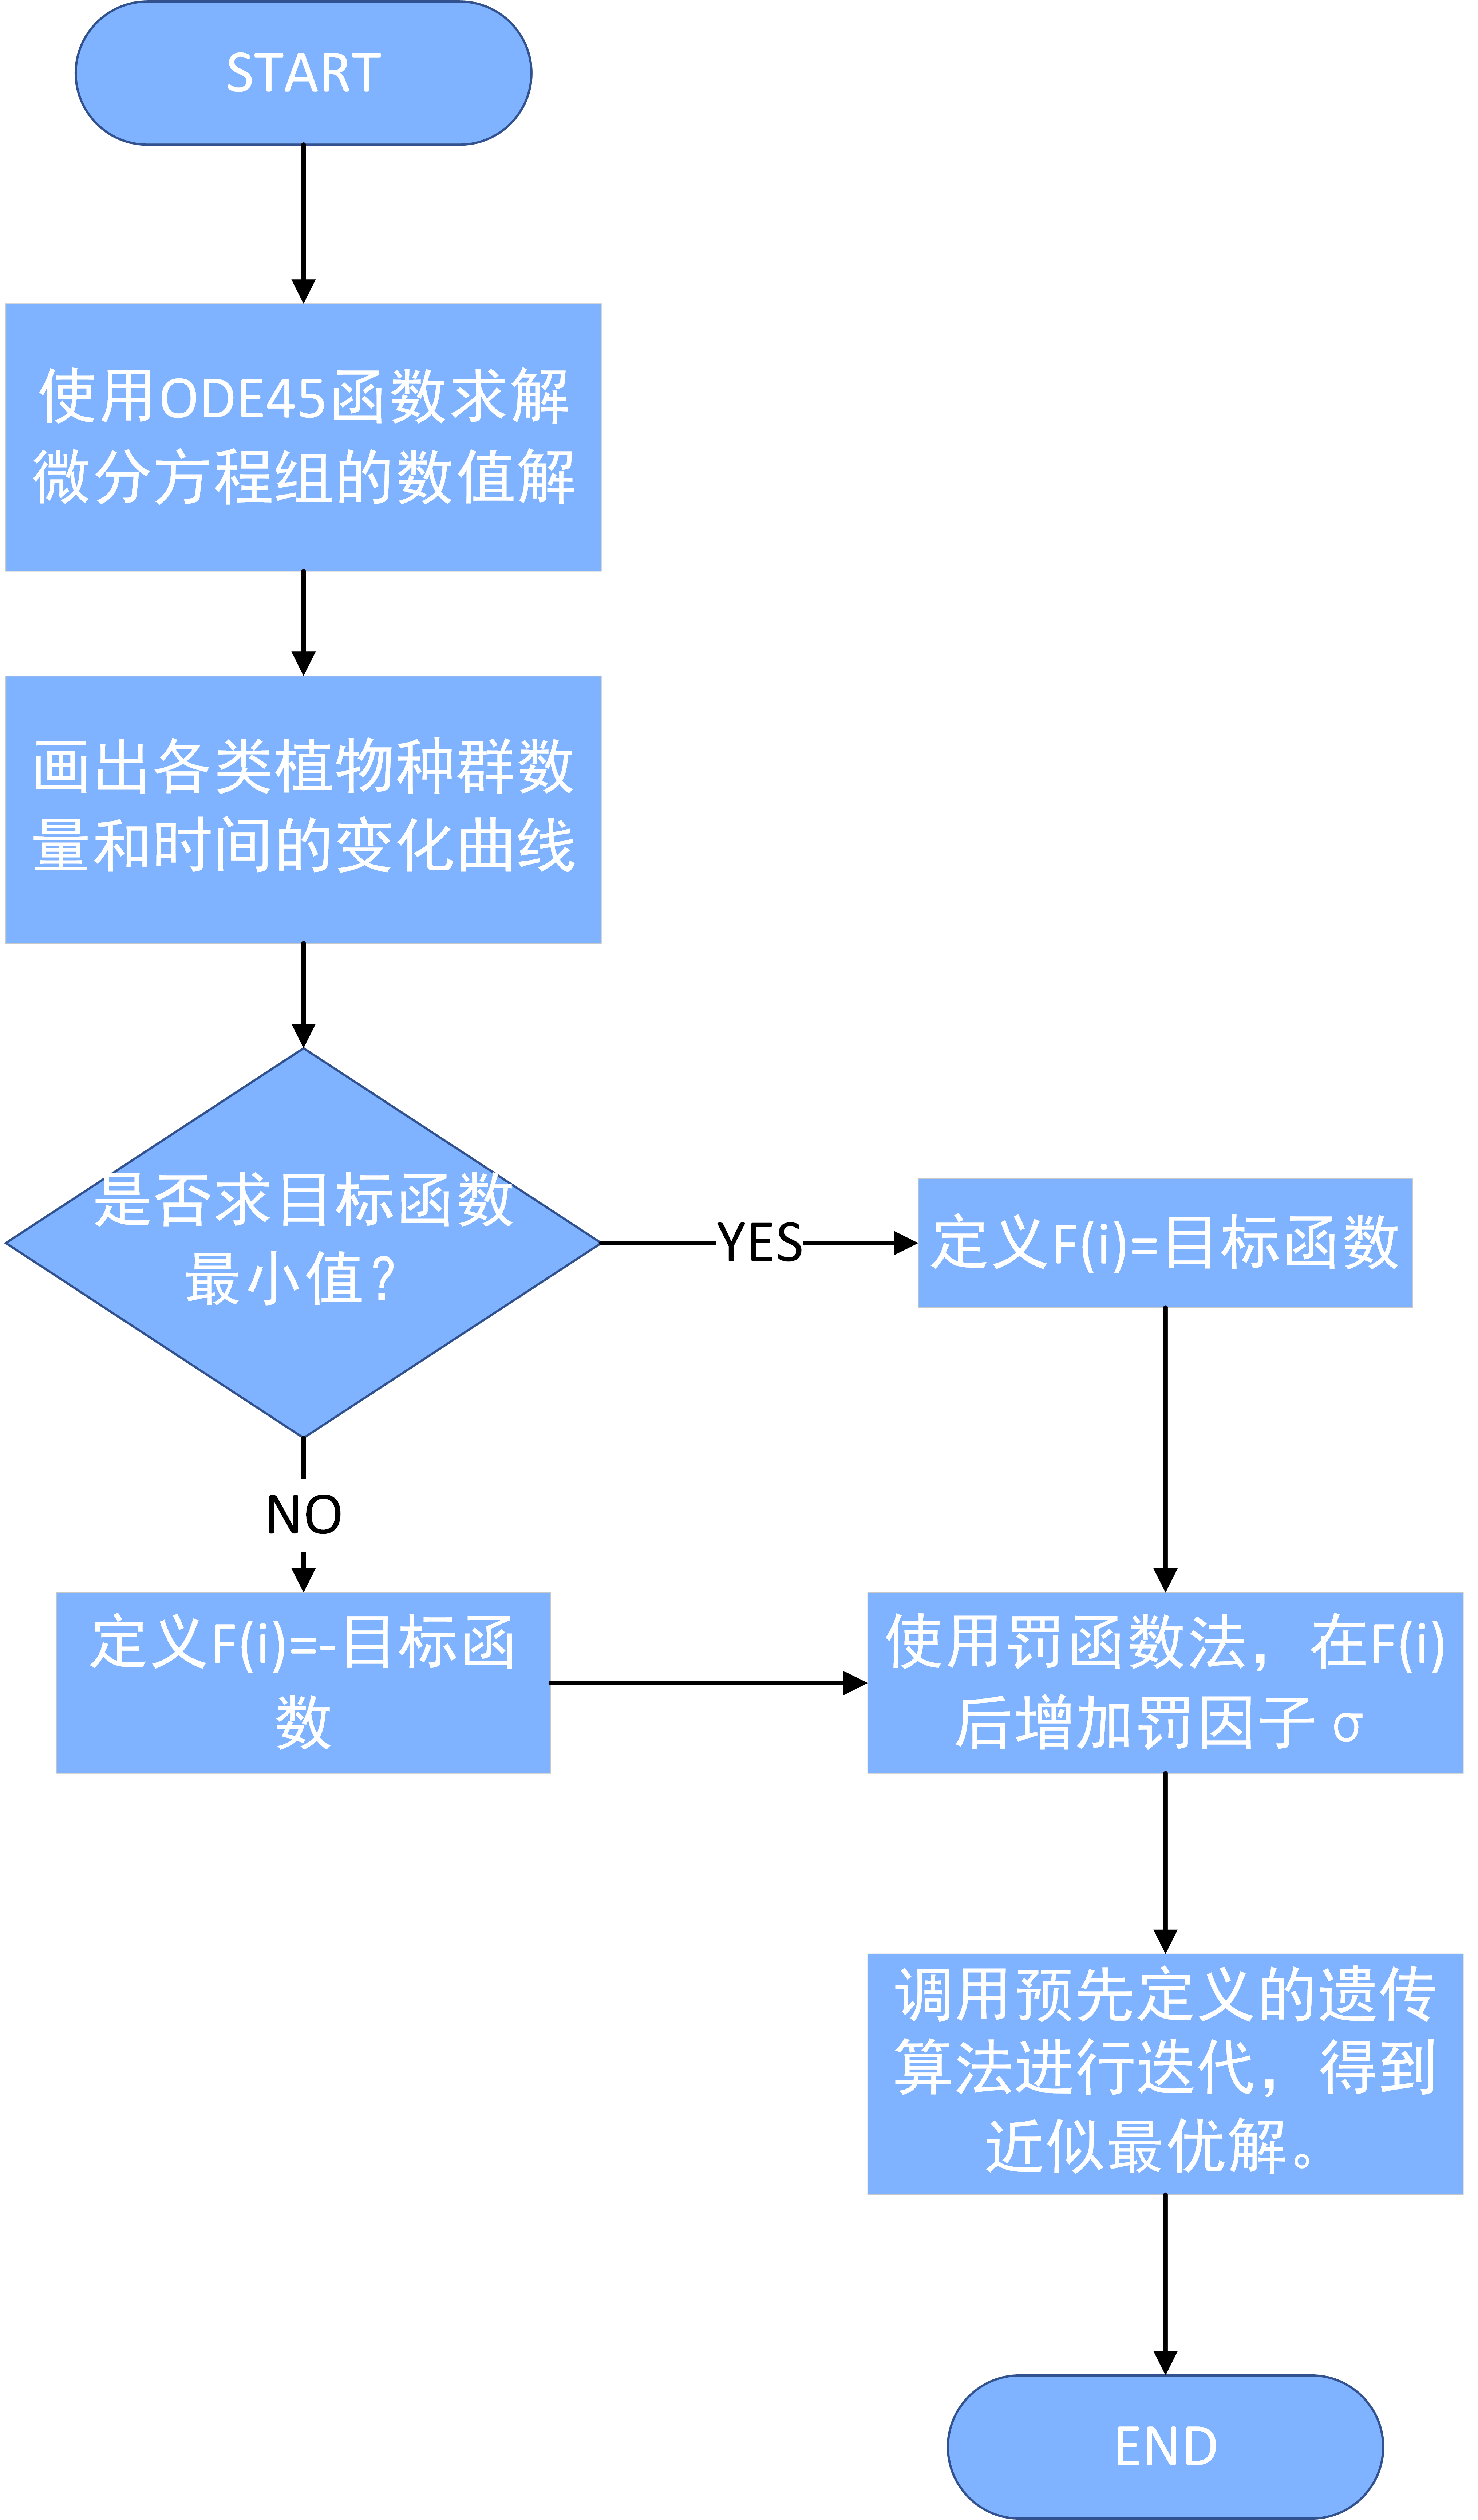 START
使用ODE45函数求解
微分方程组的数值解
画出各类植物种群数
量和时间的变化曲线
是否求目标函数
最小值?
YES
定义F(i)=目标函数
NO
定义F(i)=-目标函
数
使用罚函数法，在F(i)
后增加罚因子。
调用预先定义的旋转
算法进行迭代，得到
近似最优解。
END